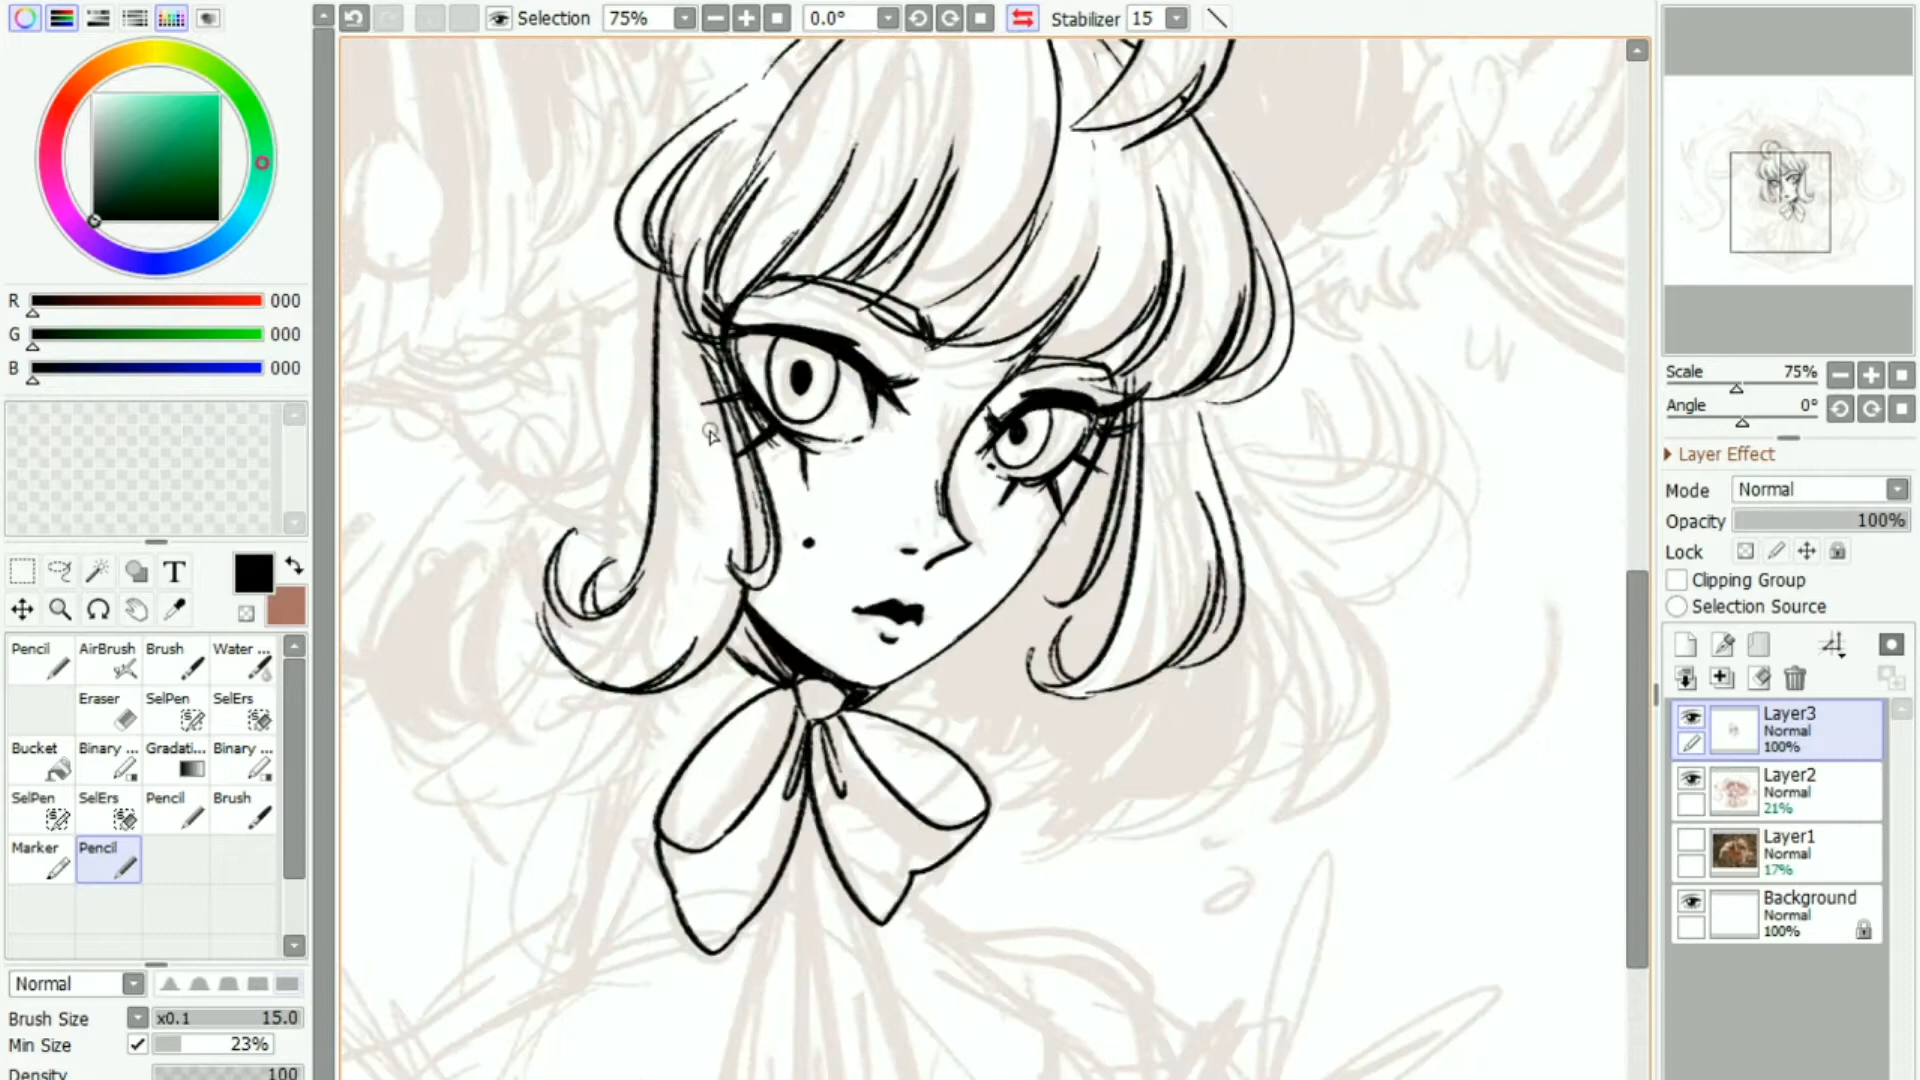 Selection 75% 0.0° Stabilizer 15
R 000
G 000
B 000
T
Pencil AirBrush Brush Water ...
Eraser SelPen SelErs
Bucket Binary ... Gradati... Binary ...
SelPen SelErs Pencil Brush
Marker Pencil
Normal
Brush Size x0.1 15.0
Min Size 23%
Density 100
Scale 75%
Angle 0°
Layer Effect
Mode Normal
Opacity 100%
Lock
Clipping Group
Selection Source
Layer3
Normal
100%
Layer2
Normal
21%
Layer1
Normal
17%
Background
Normal
100%